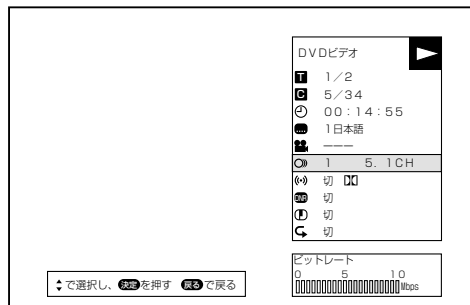 DVDビデオ
T 1／2
C 5／34
00：14：55
1日本語
−−−
1 5．1CH
切
DNR 切
切
切
ビットレート
0 5 10
Mbps
で選択し、決定を押す 戻るで戻る